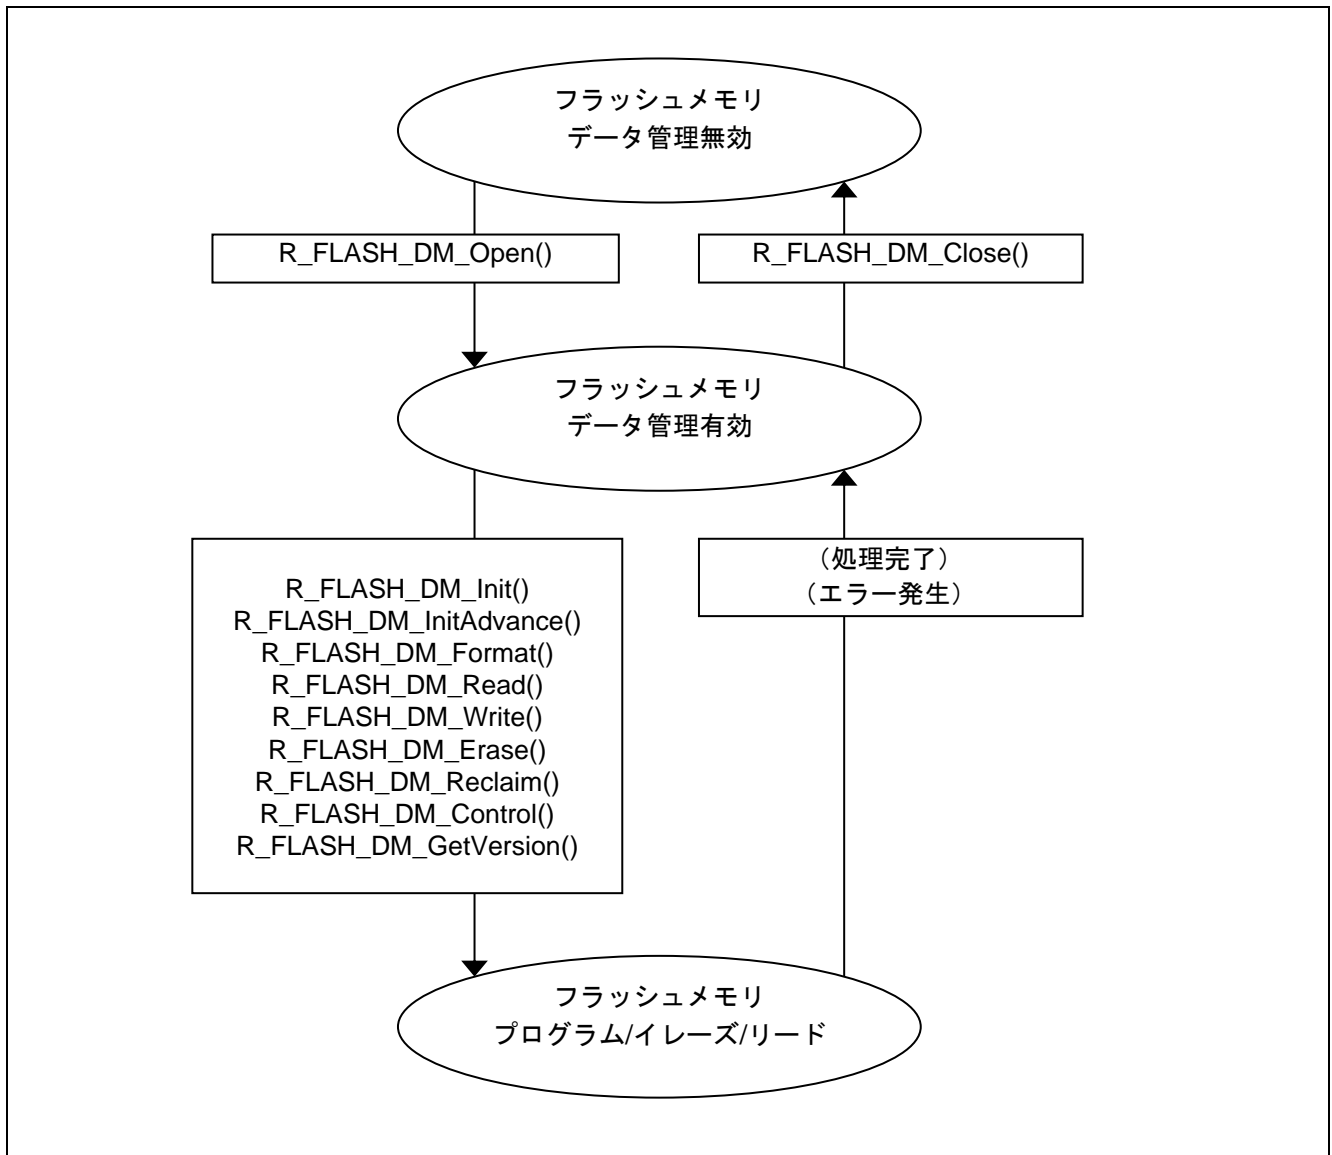 フラッシュメモリ
データ管理無効
R_FLASH_DM_Open()
R_FLASH_DM_Close()
フラッシュメモリ
データ管理有効
R_FLASH_DM_Init()
R_FLASH_DM_InitAdvance()
R_FLASH_DM_Format()
R_FLASH_DM_Read()
R_FLASH_DM_Write()
R_FLASH_DM_Erase()
R_FLASH_DM_Reclaim()
R_FLASH_DM_Control()
R_FLASH_DM_GetVersion()
（処理完了）
（エラー発生）
フラッシュメモリ
プログラム/イレーズ/リード